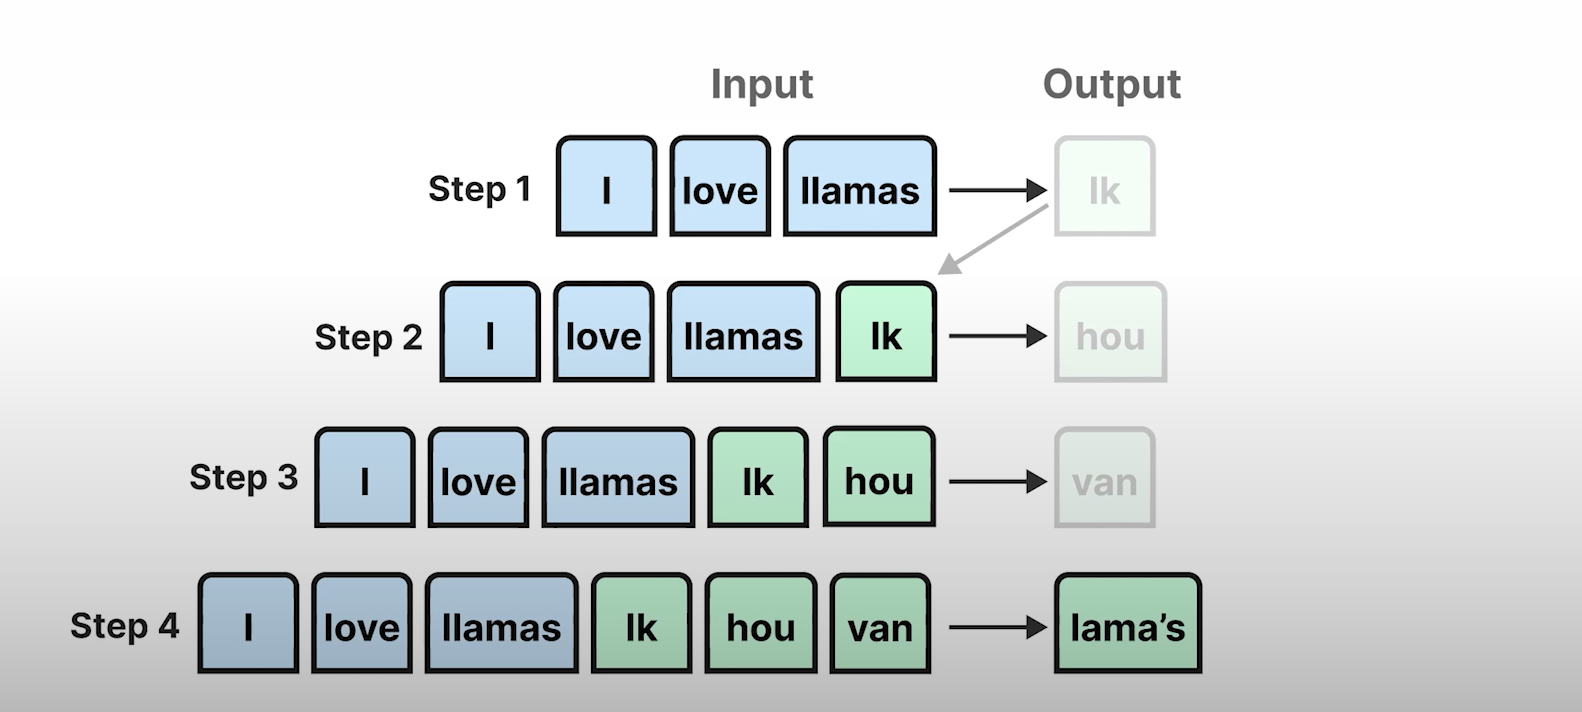 Input Output
Step 1 I love llamas Ik
Step 2 I love llamas Ik hou
Step 3 I love llamas Ik hou van
Step 4 I love llamas Ik hou van lama’s